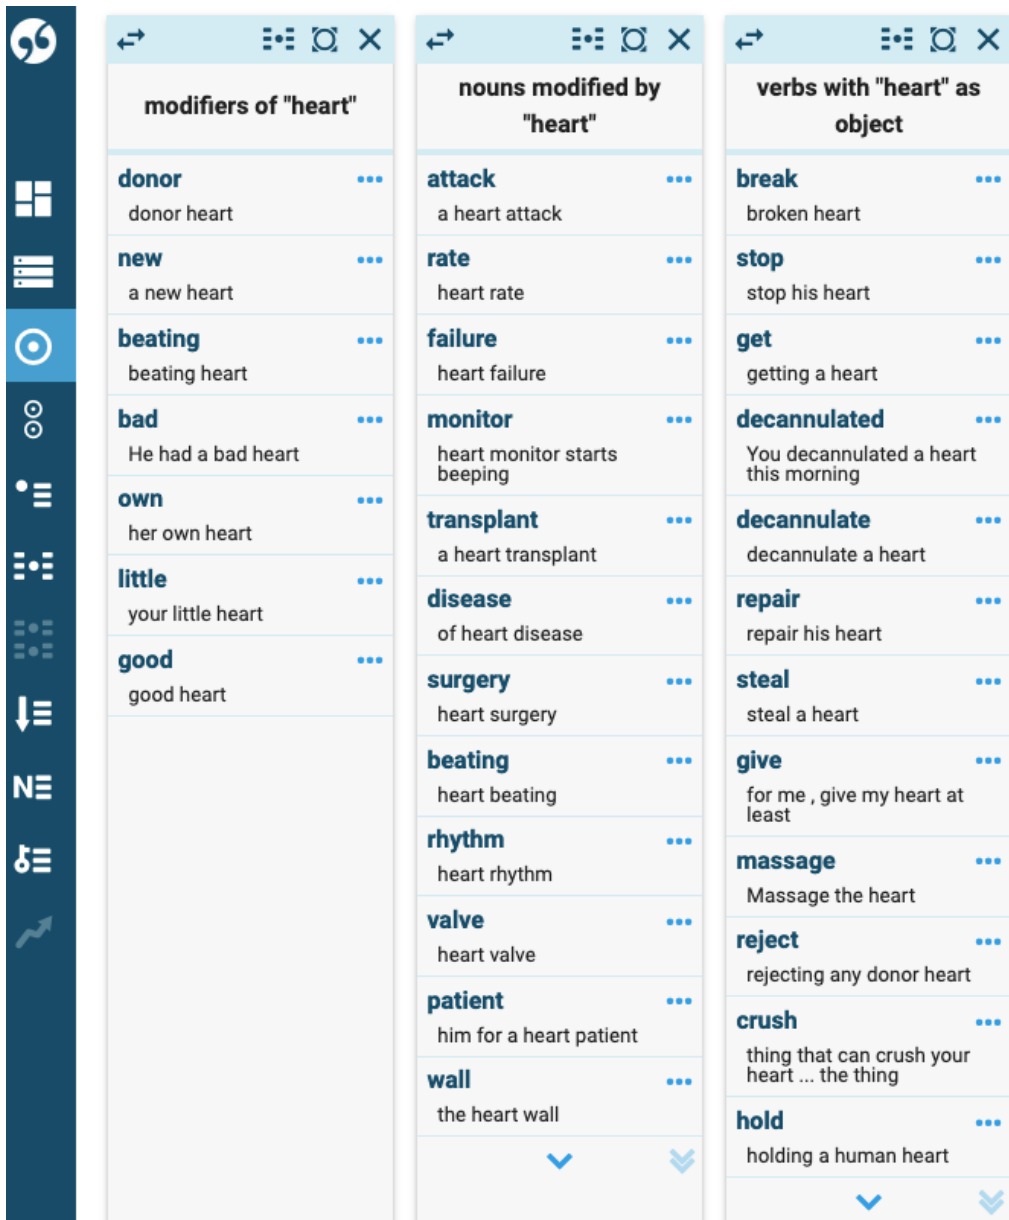 modifiers of "heart"
donor
donor heart
new
a new heart
beating
beating heart
bad
He had a bad heart
own
her own heart
little
your little heart
good
good heart
nouns modified by
"heart"
attack
a heart attack
rate
heart rate
failure
heart failure
monitor
heart monitor starts
beeping
transplant
a heart transplant
disease
of heart disease
surgery
heart surgery
beating
heart beating
rhythm
heart rhythm
valve
heart valve
patient
him for a heart patient
wall
the heart wall
verbs with "heart" as
object
break
broken heart
stop
stop his heart
get
getting a heart
decannulated
You decannulated a heart
this morning
decannulate
decannulate a heart
repair
repair his heart
steal
steal a heart
give
for me , give my heart at
least
massage
Massage the heart
reject
rejecting any donor heart
crush
thing that can crush your
heart ... the thing
hold
holding a human heart
N